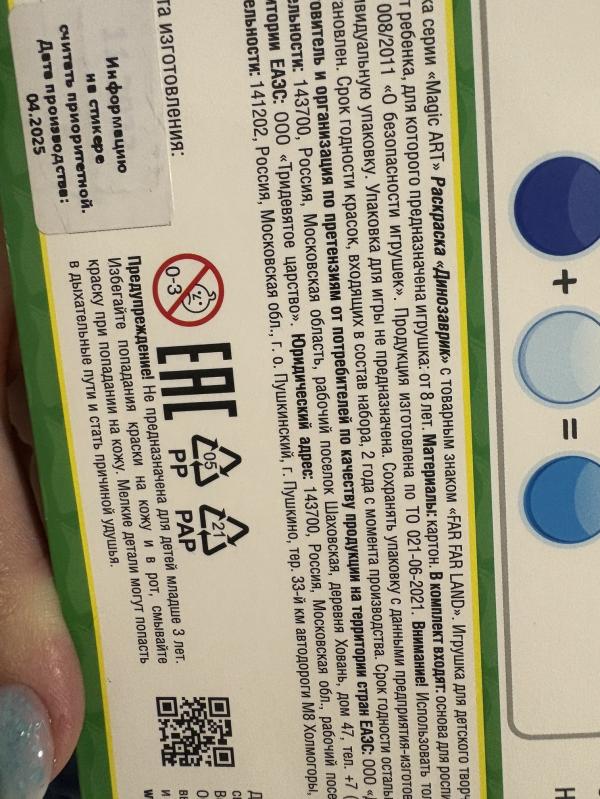 ка серии «Magic ART» Раскраска «Динозаврик» с товарным знаком «FAR FAR LAND». Игрушка для детского творч
т ребенка, для которого предназначена игрушка: от 8 лет. Материалы: картон. В комплект входят: основа для роспи
008/2011 «О безопасности игрушек». Продукция изготовлена по ТО 021-06-2021. Внимание! Использовать то
видуальную упаковку. Упаковка для игры не предназначена. Сохранять упаковку с данными предприятия-изготов
ановлен. Срок годности красок, входящих в состав набора, 2 года с момента производства. Срок годности осталь
овитель и организация по претензиям от потребителей по качеству продукции на территории стран ЕАЭС: ООО «
ельности: 143700, Россия, Московская область, рабочий поселок Шаховская, деревня Ховань, дом 47, тел. +7 (
итории ЕАЭС: ООО «Тридевятое царство». Юридический адрес: 143700, Россия, Московская обл., рабочий посе
ельности: 141202, Россия, Московская обл., г. о. Пушкинский, г. Пушкино, тер. 33-й км автодороги М8 Холмогоры,
та изготовления:
Информацию
на стикере
считать приоритетной.
Дата производства:
04.2025
0-3
EAC
05
PP
21
PAP
Предупреждение! Не предназначена для детей младше 3 лет.
Избегайте попадания краски на кожу и в рот, смывайте
краску при попадании на кожу. Мелкие детали могут попасть
в дыхательные пути и стать причиной удушья.
+
=